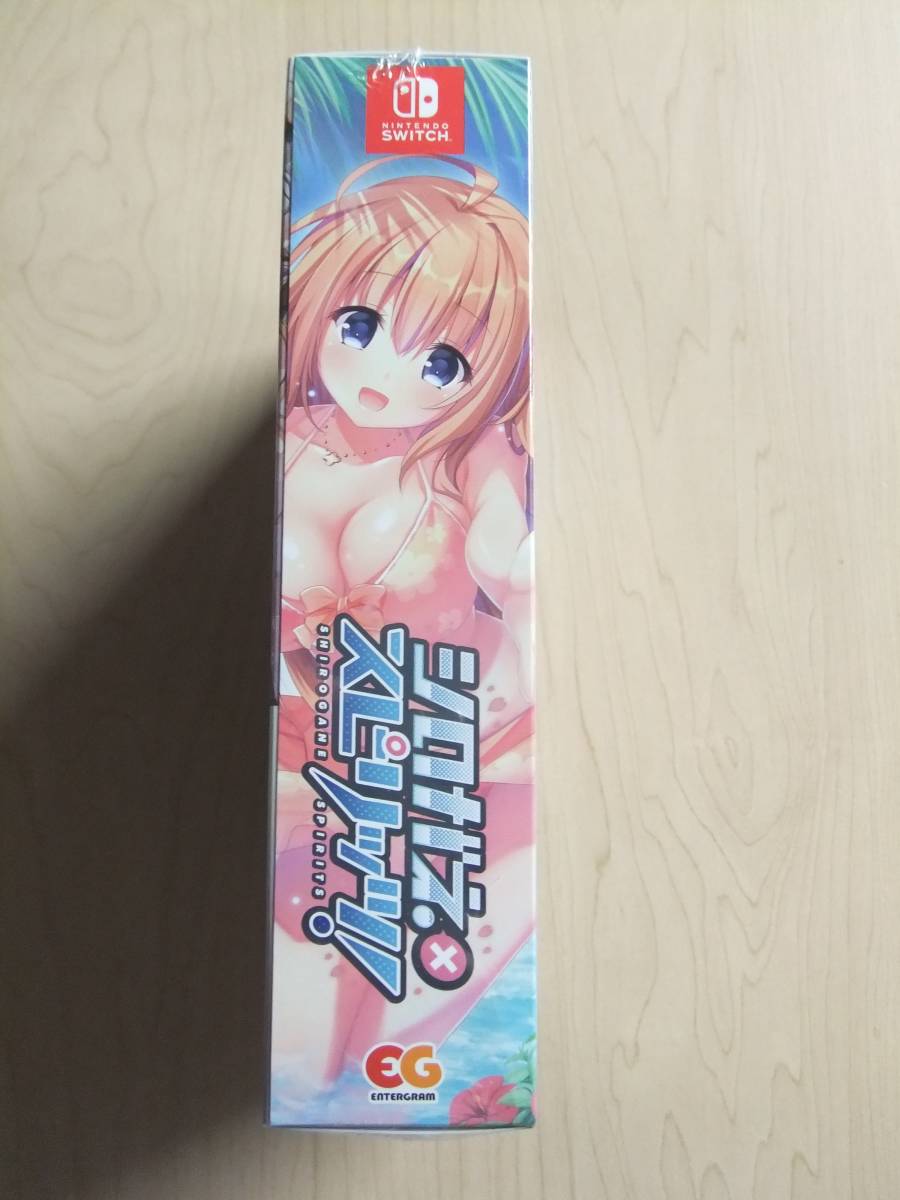 NINTENDO
SWITCH
シロガネ×
スピリッツ!
SHIROGANE SPIRITS
EG
ENTERGRAM